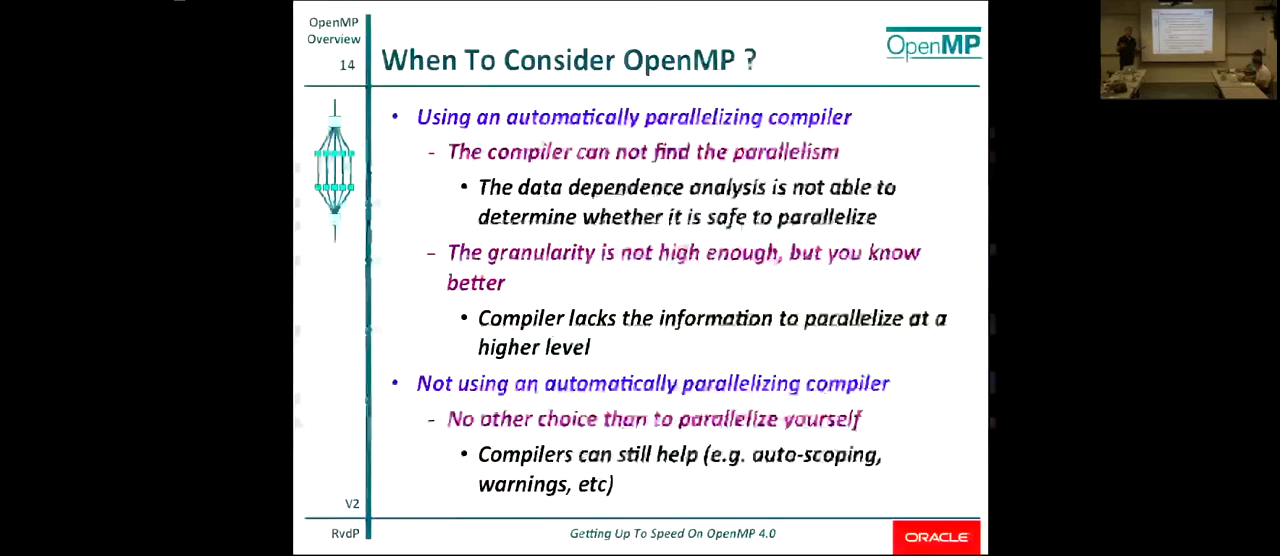 OpenMP
Overview
14
When To Consider OpenMP ?
OpenMP
• Using an automatically parallelizing compiler
- The compiler can not find the parallelism
• The data dependence analysis is not able to
determine whether it is safe to parallelize
- The granularity is not high enough, but you know
better
• Compiler lacks the information to parallelize at a
higher level
• Not using an automatically parallelizing compiler
- No other choice than to parallelize yourself
• Compilers can still help (e.g. auto-scoping,
warnings, etc)
V2
RvdP
Getting Up To Speed On OpenMP 4.0
ORACLE